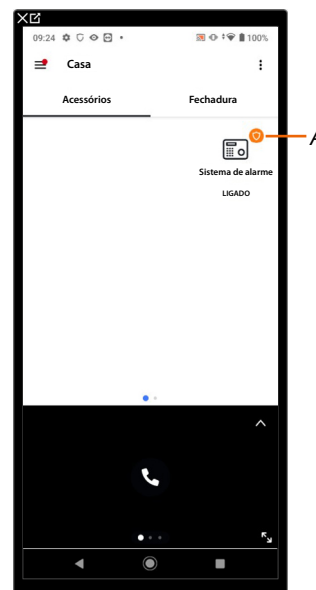 09:24
100%
Casa
Acessórios
Fechadura
A
Sistema de alarme
LIGADO